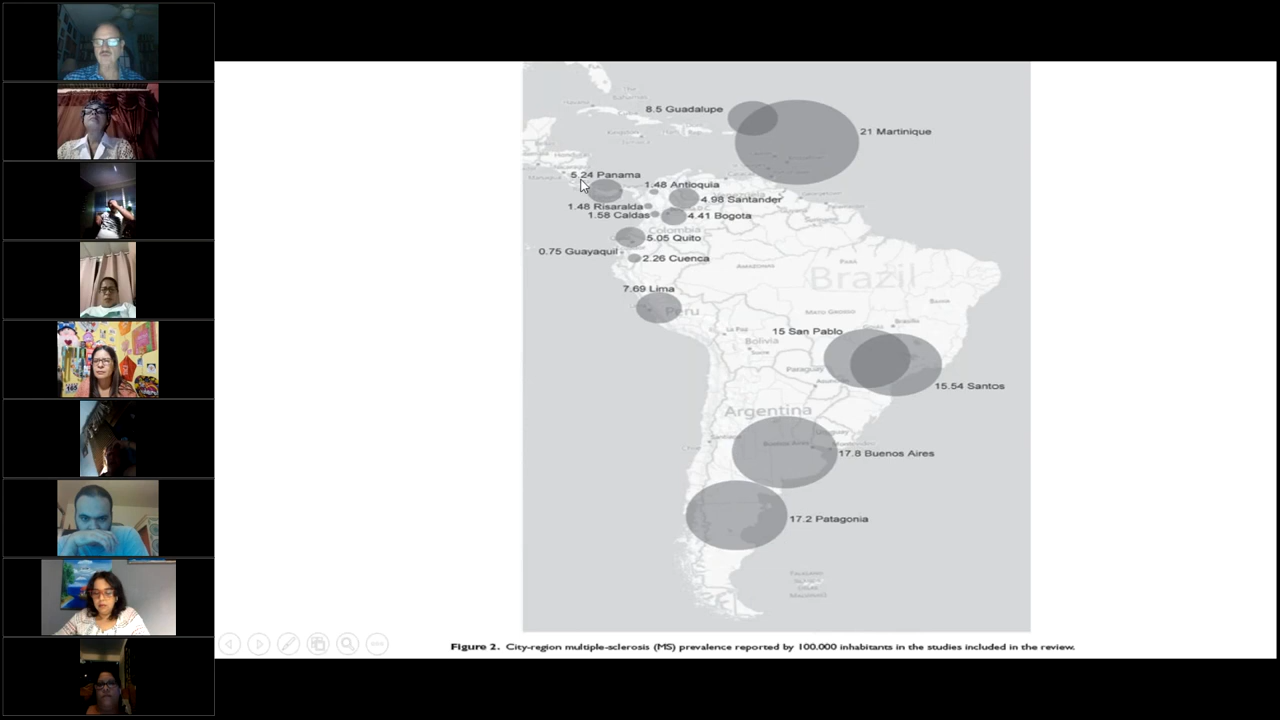 8.5 Guadalupe
21 Martinique
5.24 Panama
1.48 Antioquia
4.98 Santander
1.48 Risaralda
1.58 Caldas
4.41 Bogota
Colombia
5.05 Quito
0.75 Guayaquil
2.26 Cuenca
Brazil
7.69 Lima
Peru
La Paz
Bolivia
15 San Pablo
Paraguay
15.54 Santos
Argentina
17.8 Buenos Aires
17.2 Patagonia
Figure 2. City-region multiple-sclerosis (MS) prevalence reported by 100.000 inhabitants in the studies included in the review.